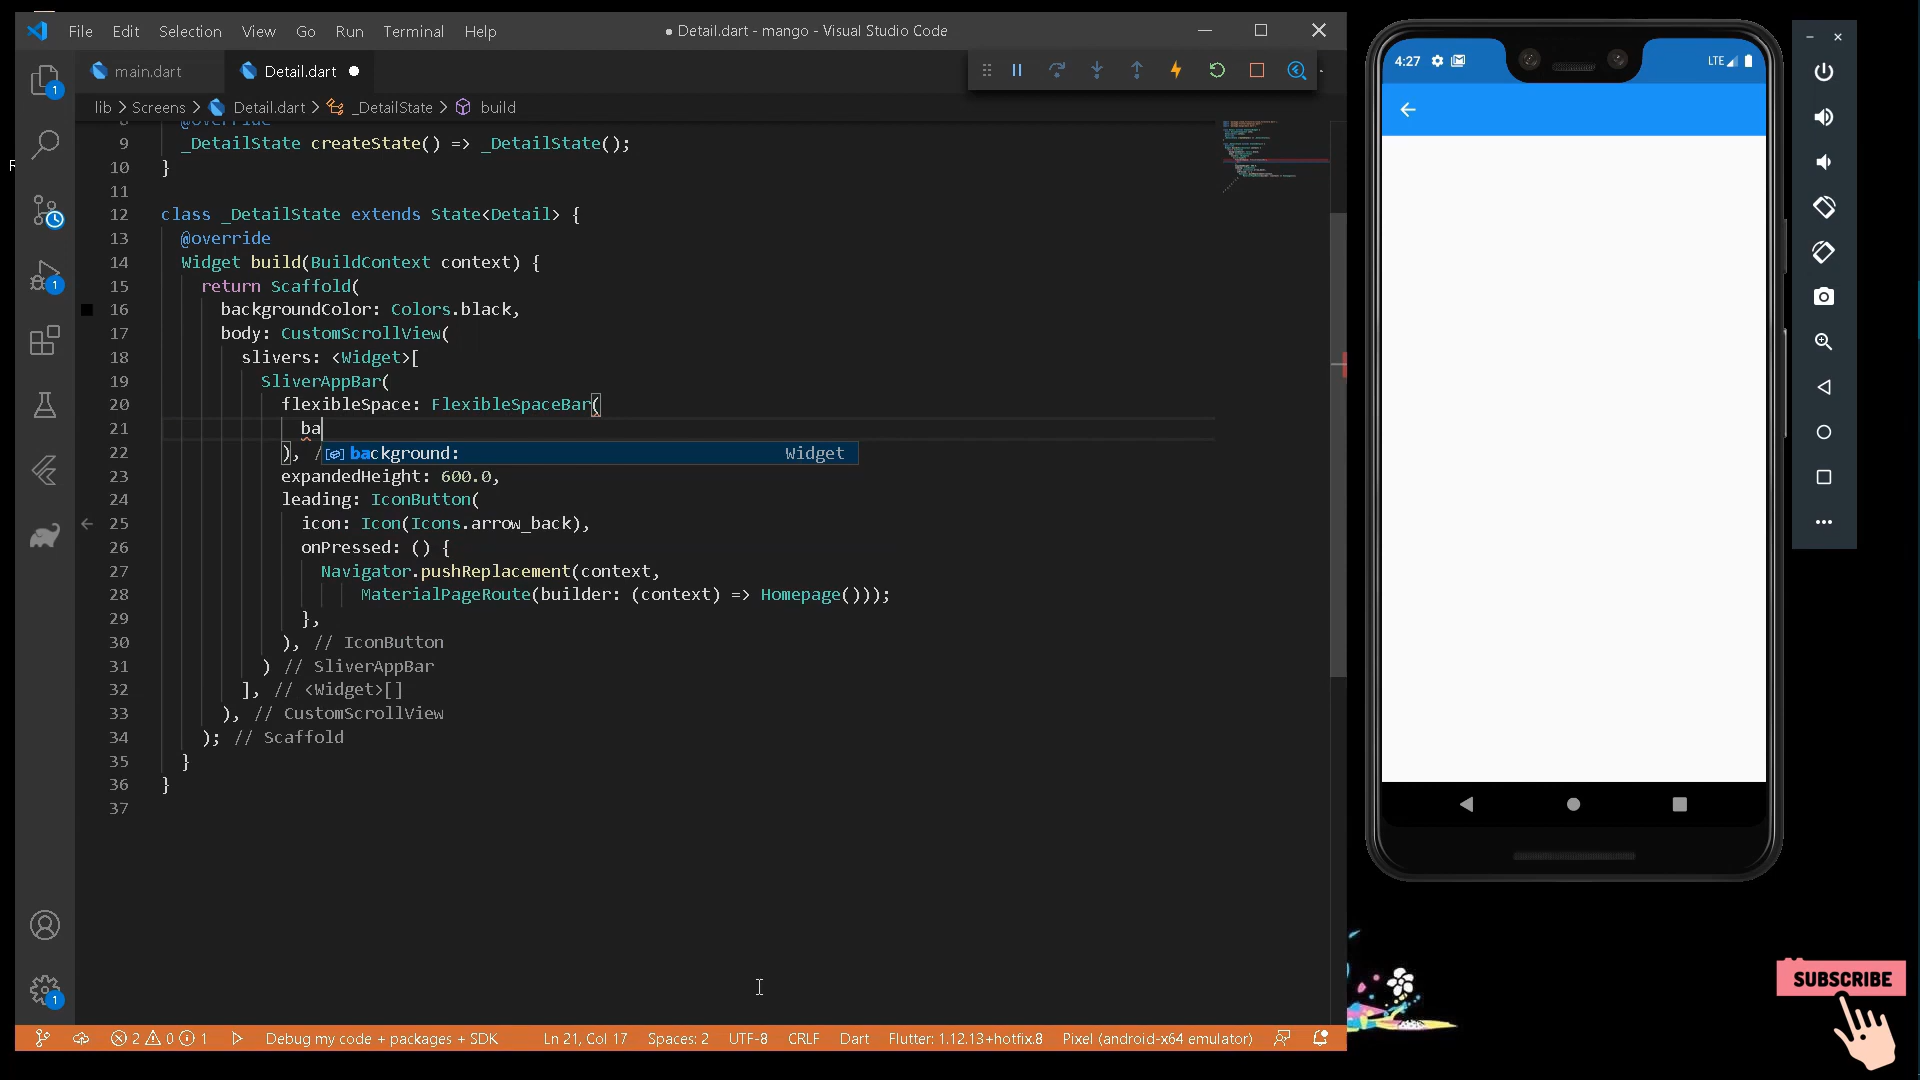 File Edit Selection View Go Run Terminal Help
● Detail.dart - mango - Visual Studio Code
main.dart
Detail.dart
lib > Screens > Detail.dart > _DetailState > build
8 @override
9 _DetailState createState() => _DetailState();
10 }
11
12 class _DetailState extends State<Detail> {
13 @override
14 Widget build(BuildContext context) {
15 return Scaffold(
16 backgroundColor: Colors.black,
17 body: CustomScrollView(
18 slivers: <Widget>[
19 SliverAppBar(
20 flexibleSpace: FlexibleSpaceBar(
21 ba
22 ), /
background: Widget
23 expandedHeight: 600.0,
24 leading: IconButton(
25 icon: Icon(Icons.arrow_back),
26 onPressed: () {
27 Navigator.pushReplacement(context,
28 MaterialPageRoute(builder: (context) => Homepage()));
29 },
30 ), // IconButton
31 ) // SliverAppBar
32 ], // <Widget>[]
33 ), // CustomScrollView
34 ); // Scaffold
35 }
36 }
37
1
1
1
R
2 0 1 Debug my code + packages + SDK Ln 21, Col 17 Spaces: 2 UTF-8 CRLF Dart Flutter: 1.12.13+hotfix.8 Pixel (android-x64 emulator)
4:27 LTE
SUBSCRIBE